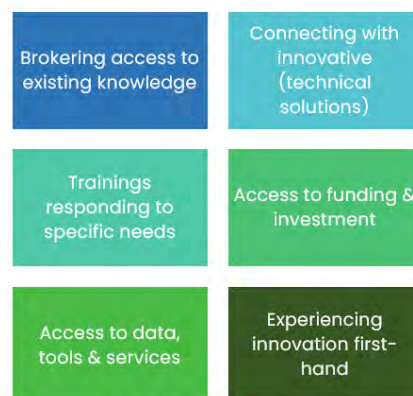 Brokering access to
existing knowledge
Connecting with
innovative
(technical
solutions)
Trainings
responding to
specific needs
Access to funding &
investment
Access to data,
tools & services
Experiencing
innovation first-
hand